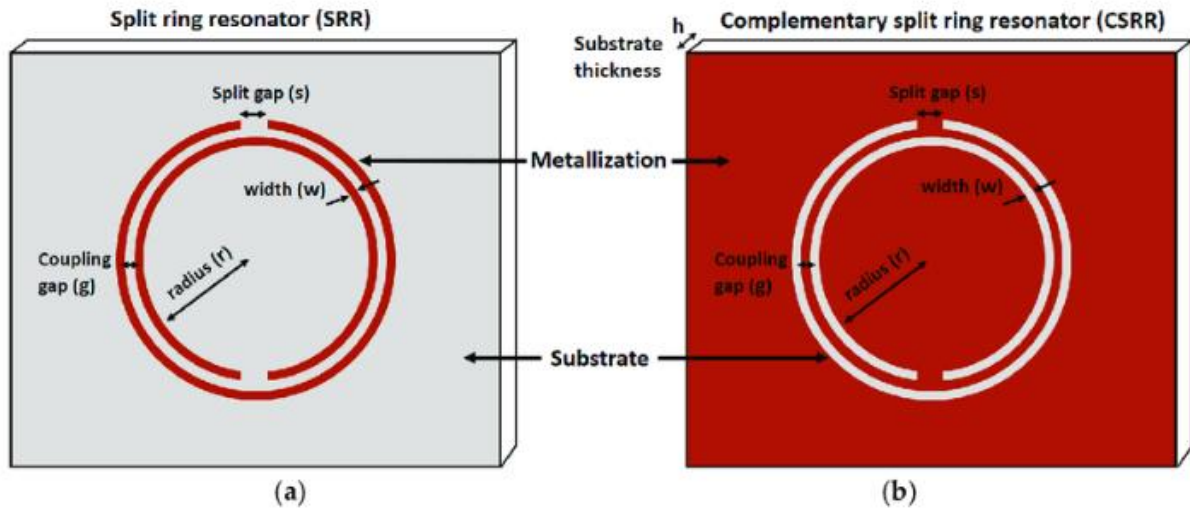 Split ring resonator (SRR)
Complementary split ring resonator (CSRR)
h
Substrate
thickness
Split gap (s)
Split gap (s)
Metallization
width (w)
width (w)
Coupling
gap (g)
radius (r)
Coupling
gap (g)
radius (r)
Substrate
(a)
(b)